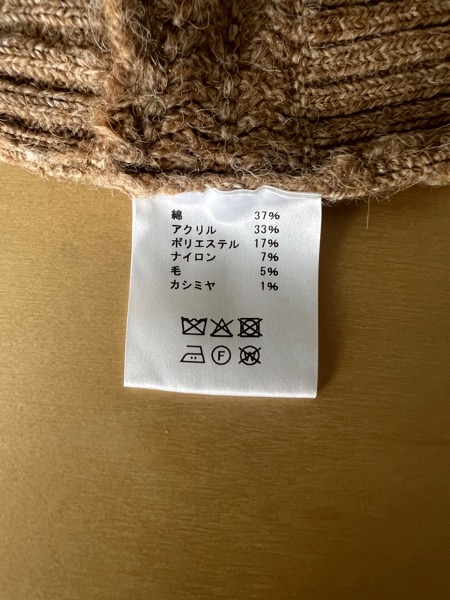 綿 37%
アクリル 33%
ポリエステル 17%
ナイロン 7%
毛 5%
カシミヤ 1%
F W